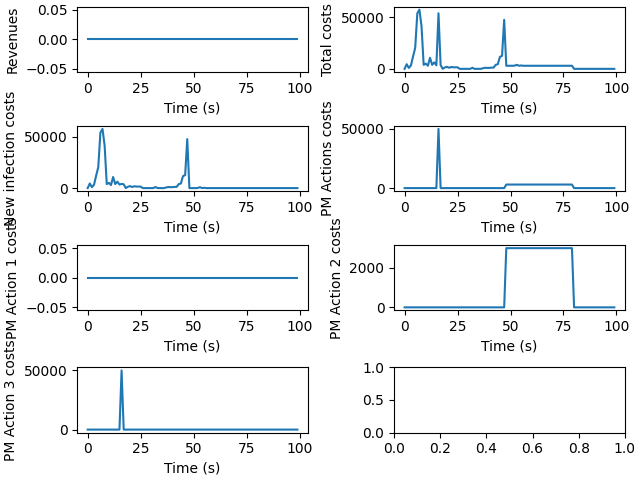 Revenues
0.05
0.00
−0.05
0 25 50 75 100
Time (s)
Total costs
50000
0
0 25 50 75 100
Time (s)
New infection costs
50000
0
0 25 50 75 100
Time (s)
PM Actions costs
50000
0
0 25 50 75 100
Time (s)
PM Action 1 costs
0.05
0.00
−0.05
0 25 50 75 100
Time (s)
PM Action 2 costs
2000
0
0 25 50 75 100
Time (s)
PM Action 3 costs
50000
0
0 25 50 75 100
Time (s)
1.0
0.5
0.0
0.0 0.2 0.4 0.6 0.8 1.0